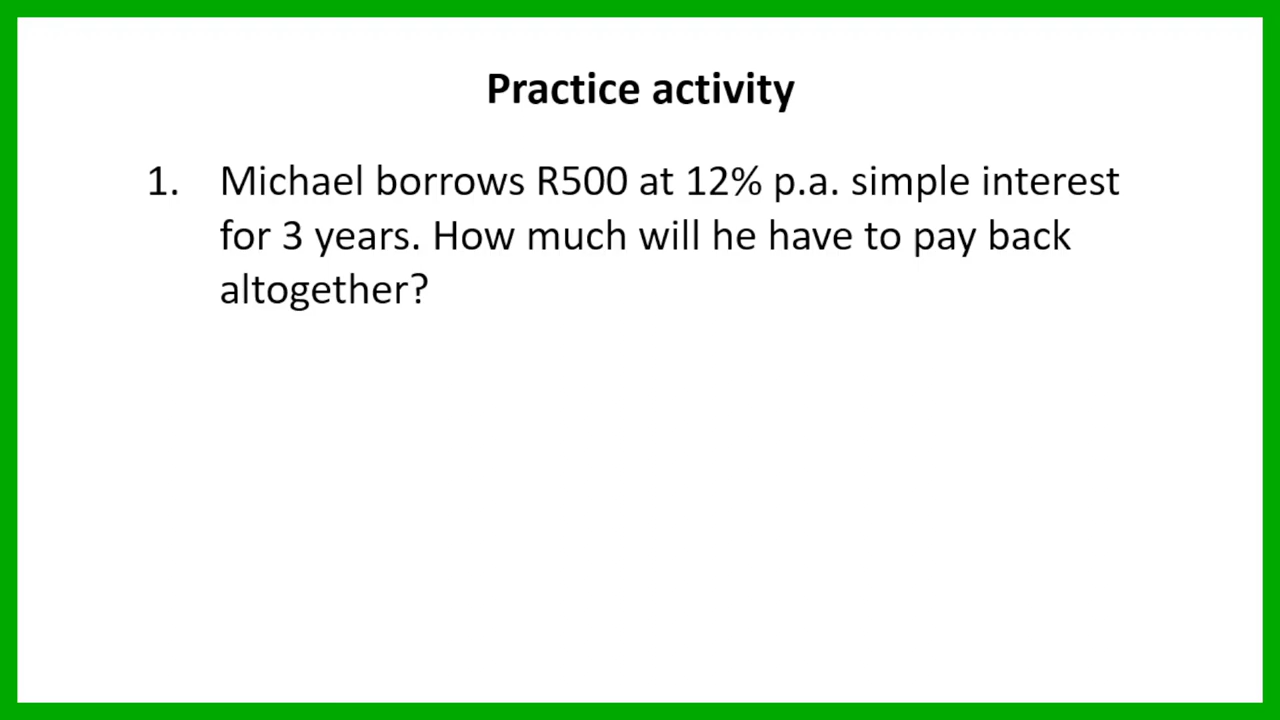 Practice activity
1. Michael borrows R500 at 12% p.a. simple interest
for 3 years. How much will he have to pay back
altogether?